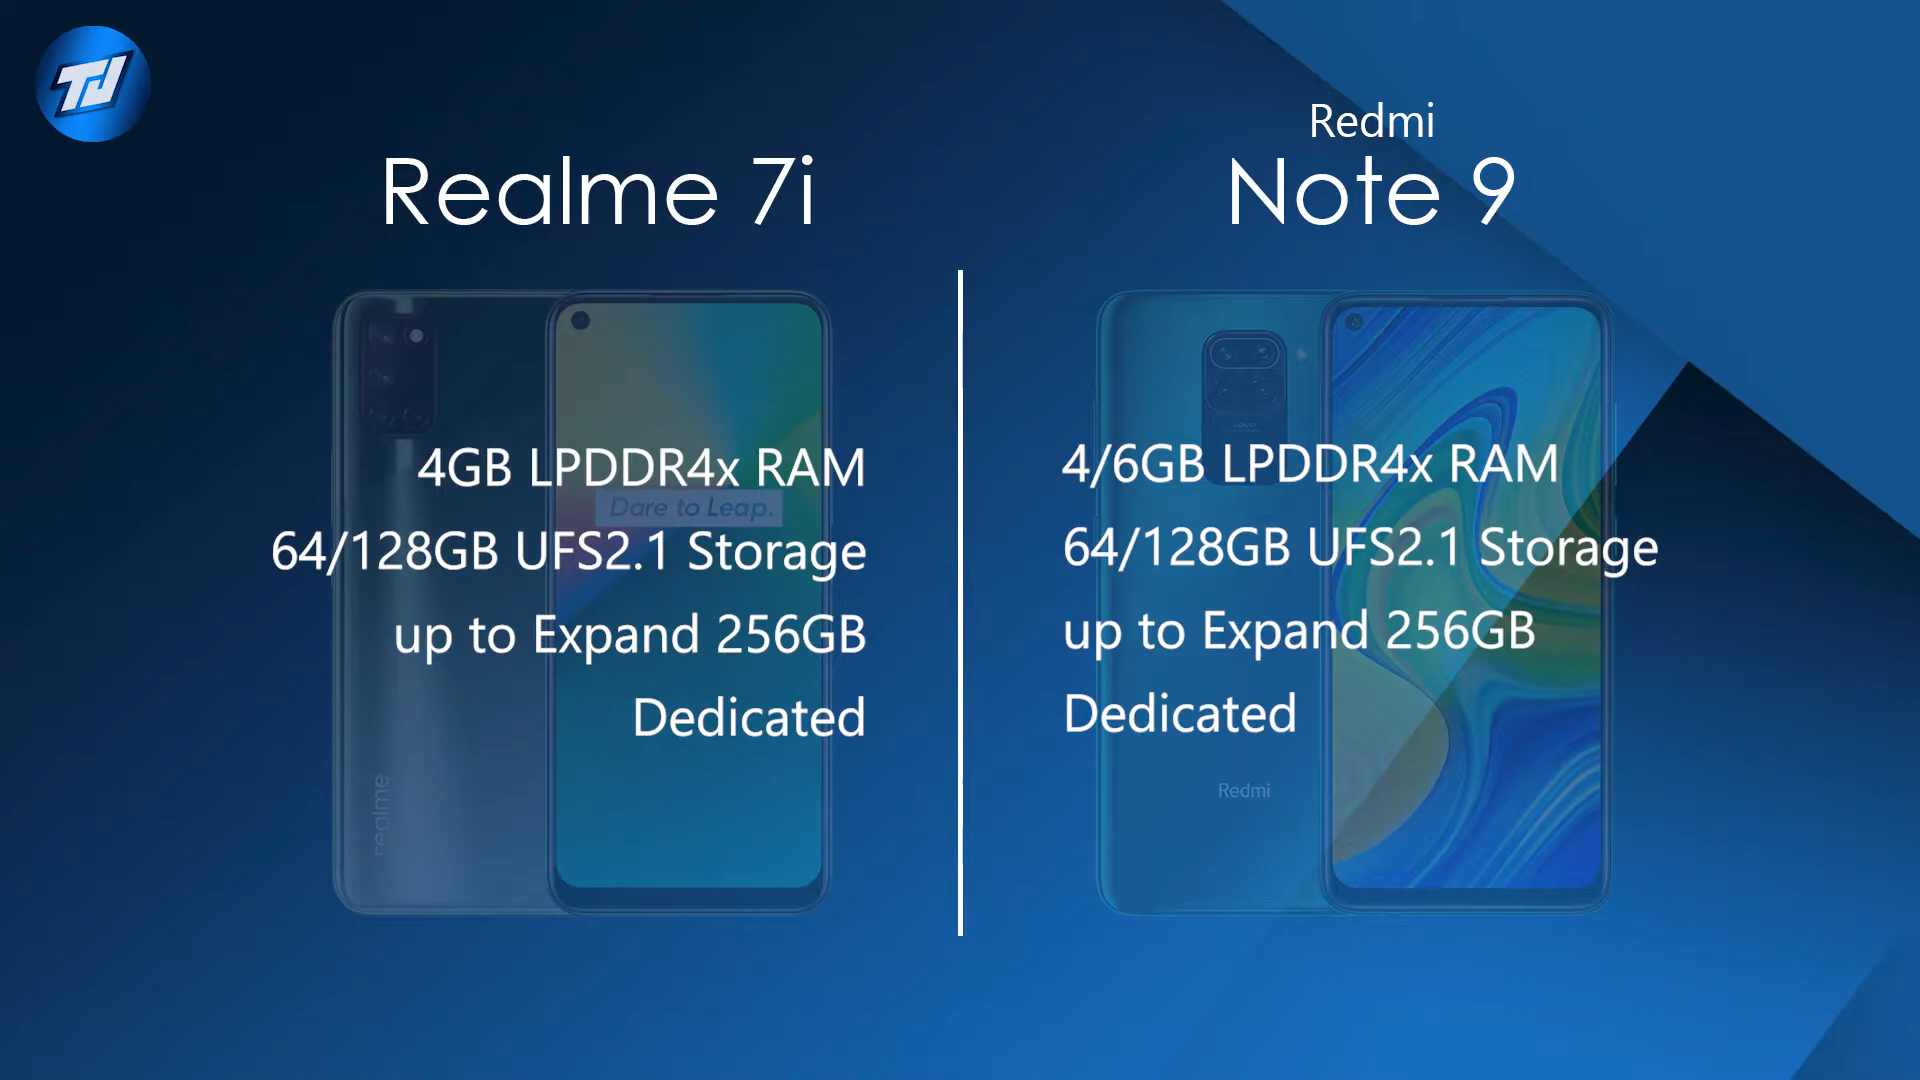 TJ
Realme 7i
4GB LPDDR4x RAM
Dare to Leap.
64/128GB UFS2.1 Storage
up to Expand 256GB
Dedicated
realme
Redmi
Note 9
4/6GB LPDDR4x RAM
64/128GB UFS2.1 Storage
up to Expand 256GB
Dedicated
Redmi